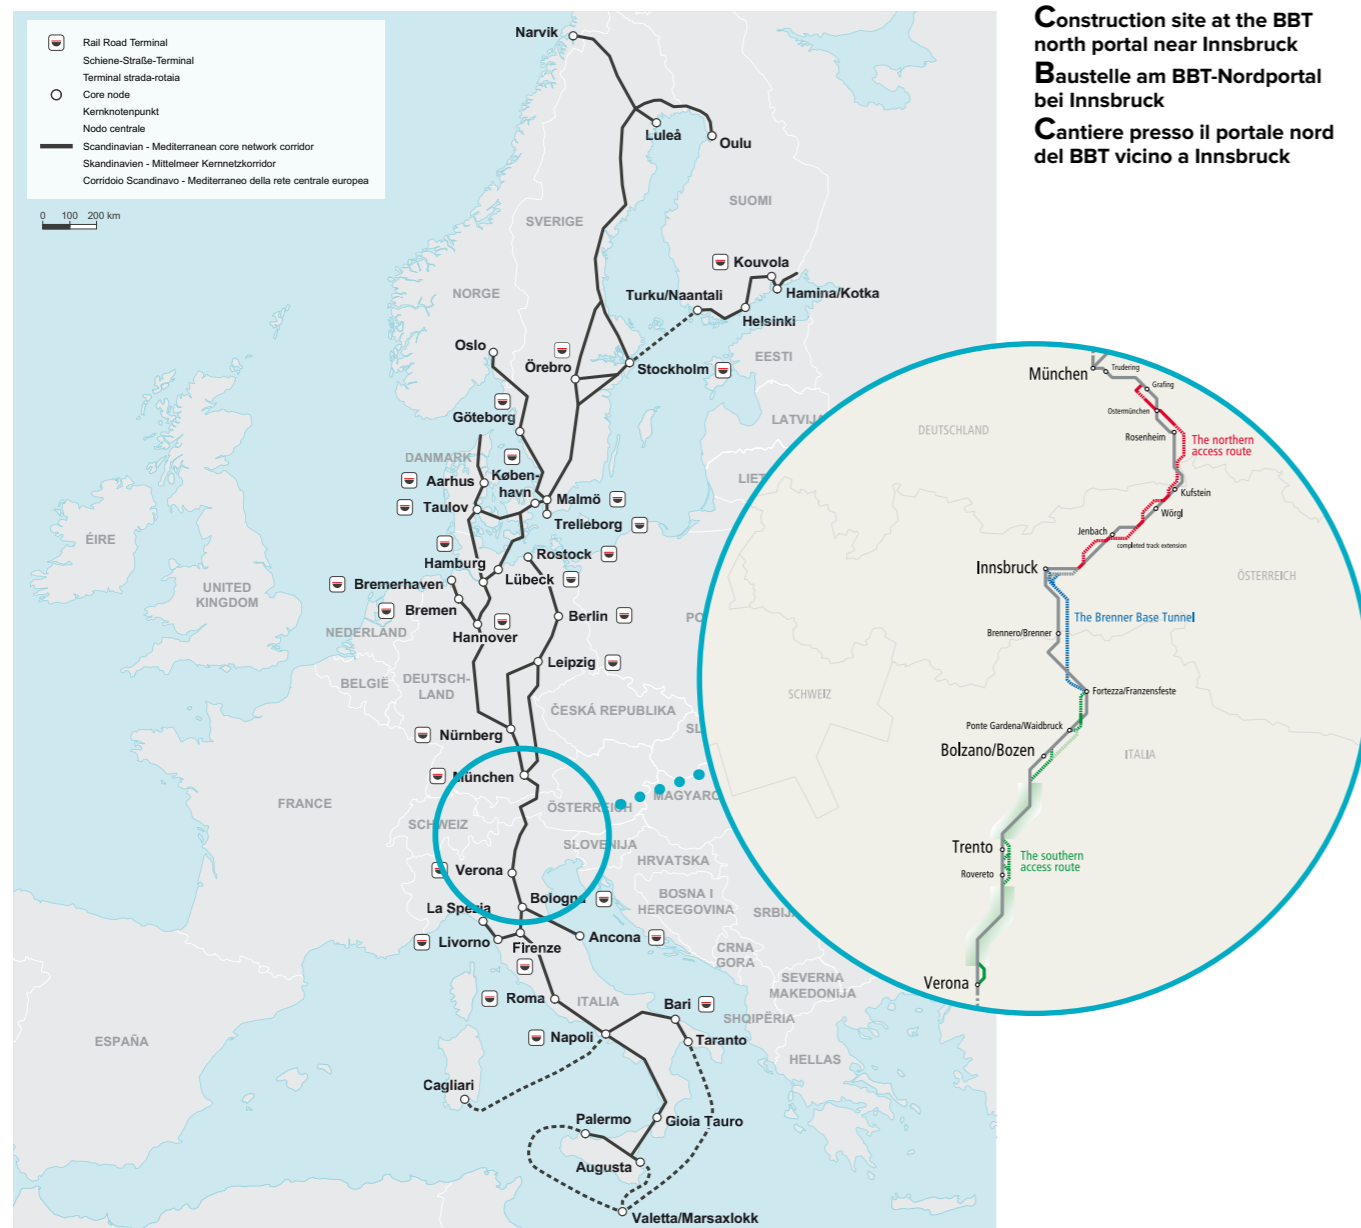 Construction site at the BBT
north portal near Innsbruck
Baustelle am BBT-Nordportal
bei Innsbruck
Cantiere presso il portale nord
del BBT vicino a Innsbruck
Rail Road Terminal
Schiene-Straße-Terminal
Terminal strada-rotaia
Core node
Kernknotenpunkt
Nodo centrale
Scandinavian - Mediterranean core network corridor
Skandinavien - Mittelmeer Kernnetzkorridor
Corridoio Scandinavo - Mediterraneo della rete centrale europea
0 100 200 km
Narvik
Luleå
Oulu
SUOMI
SVERIGE
NORGE
Kouvola
Turku/Naantali
Hamina/Kotka
Helsinki
Oslo
Örebro
Stockholm
EESTI
Göteborg
LATVIJA
DANMARK
Aarhus
Køben-
havn
LIET
Taulov
Malmö
Trelleborg
ÉIRE
Hamburg
Rostock
Lübeck
UNITED
KINGDOM
Bremerhaven
Bremen
Berlin
PO
NEDERLAND
Hannover
Leipzig
BELGIË
DEUTSCH-
LAND
ČESKÁ REPUBLIKA
Nürnberg
SL
München
ÖSTERREICH
MAGYARO
FRANCE
SCHWEIZ
SLOVENIJA
HRVATSKA
Verona
Bologna
BOSNA I
HERCEGOVINA
SRBIJA
La Spezia
Livorno
Firenze
Ancona
CRNA
GORA
SEVERNA
MAKEDONIJA
Roma
ITALIA
Bari
SHQIPËRIA
ESPAÑA
Napoli
Taranto
HELLAS
Cagliari
Palermo
Gioia Tauro
Augusta
Valetta/Marsaxlokk
München
Trudering
Grafing
Ostermünchen
DEUTSCHLAND
Rosenheim
The northern
access route
Kufstein
Wörgl
Jenbach
completed track extension
Innsbruck
ÖSTERREICH
The Brenner Base Tunnel
Brennero/Brenner
SCHWEIZ
Fortezza/Franzensfeste
Ponte Gardena/Waidbruck
Bolzano/Bozen
ITALIA
Trento
The southern
access route
Rovereto
Verona